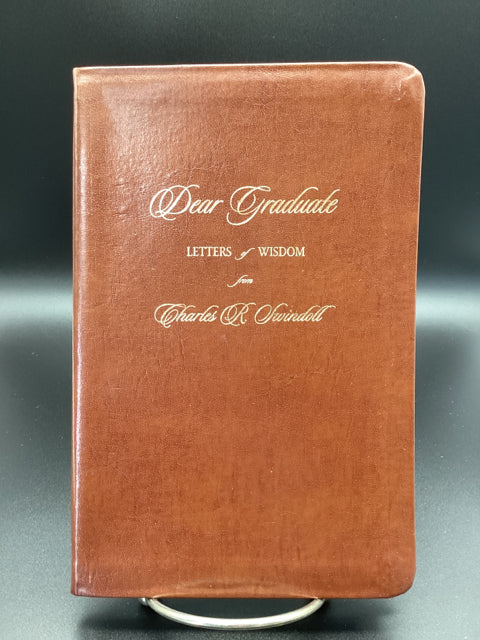 Dear Graduate
LETTERS of WISDOM
from
Charles R. Swindoll